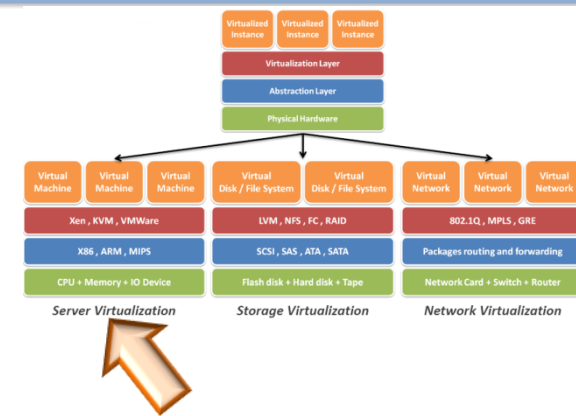 Virtualized Instance
Virtualized Instance
Virtualized Instance
Virtualization Layer
Abstraction Layer
Physical Hardware
Virtual Machine
Virtual Machine
Virtual Machine
Virtual Disk / File System
Virtual Disk / File System
Virtual Network
Virtual Network
Virtual Network
Xen , KVM , VMWare
LVM , NFS , FC , RAID
802.1Q , MPLS , GRE
X86 , ARM , MIPS
SCSI , SAS , ATA , SATA
Packages routing and forwarding
CPU + Memory + IO Device
Flash disk + Hard disk + Tape
Network Card + Switch + Router
Server Virtualization
Storage Virtualization
Network Virtualization